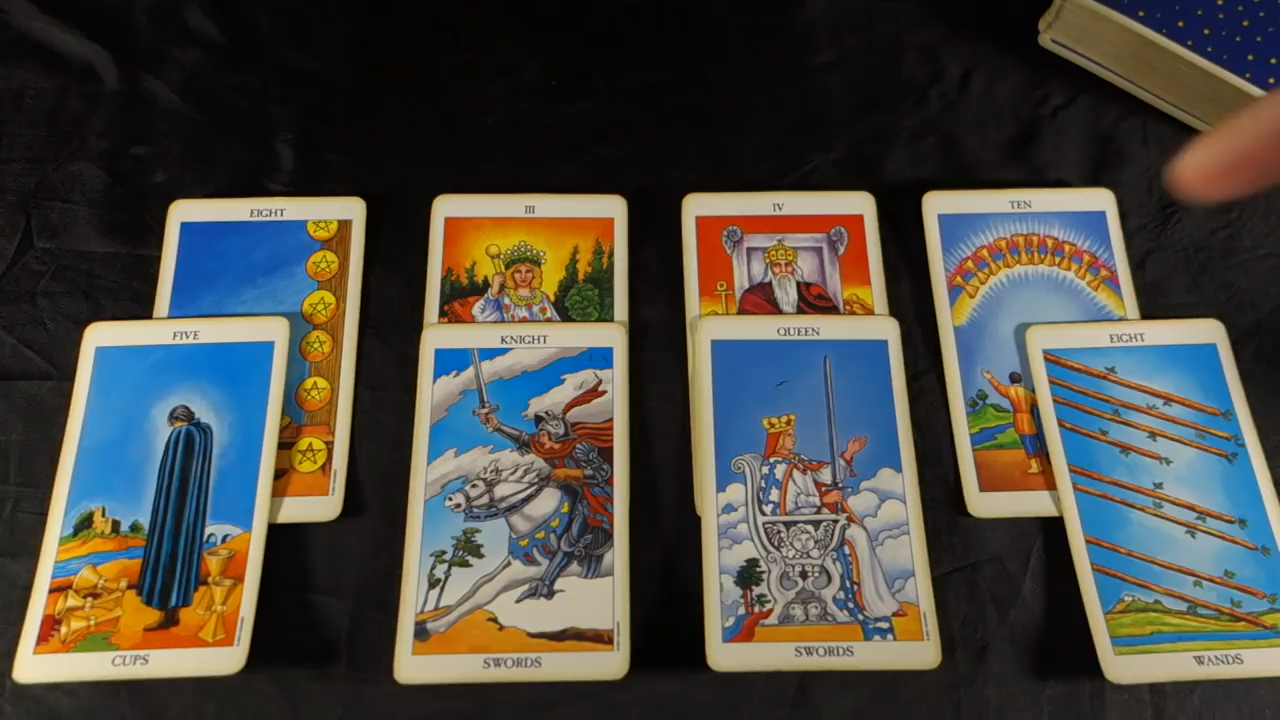 EIGHT
III
IV
TEN
FIVE
KNIGHT
QUEEN
EIGHT
CUPS
SWORDS
SWORDS
WANDS